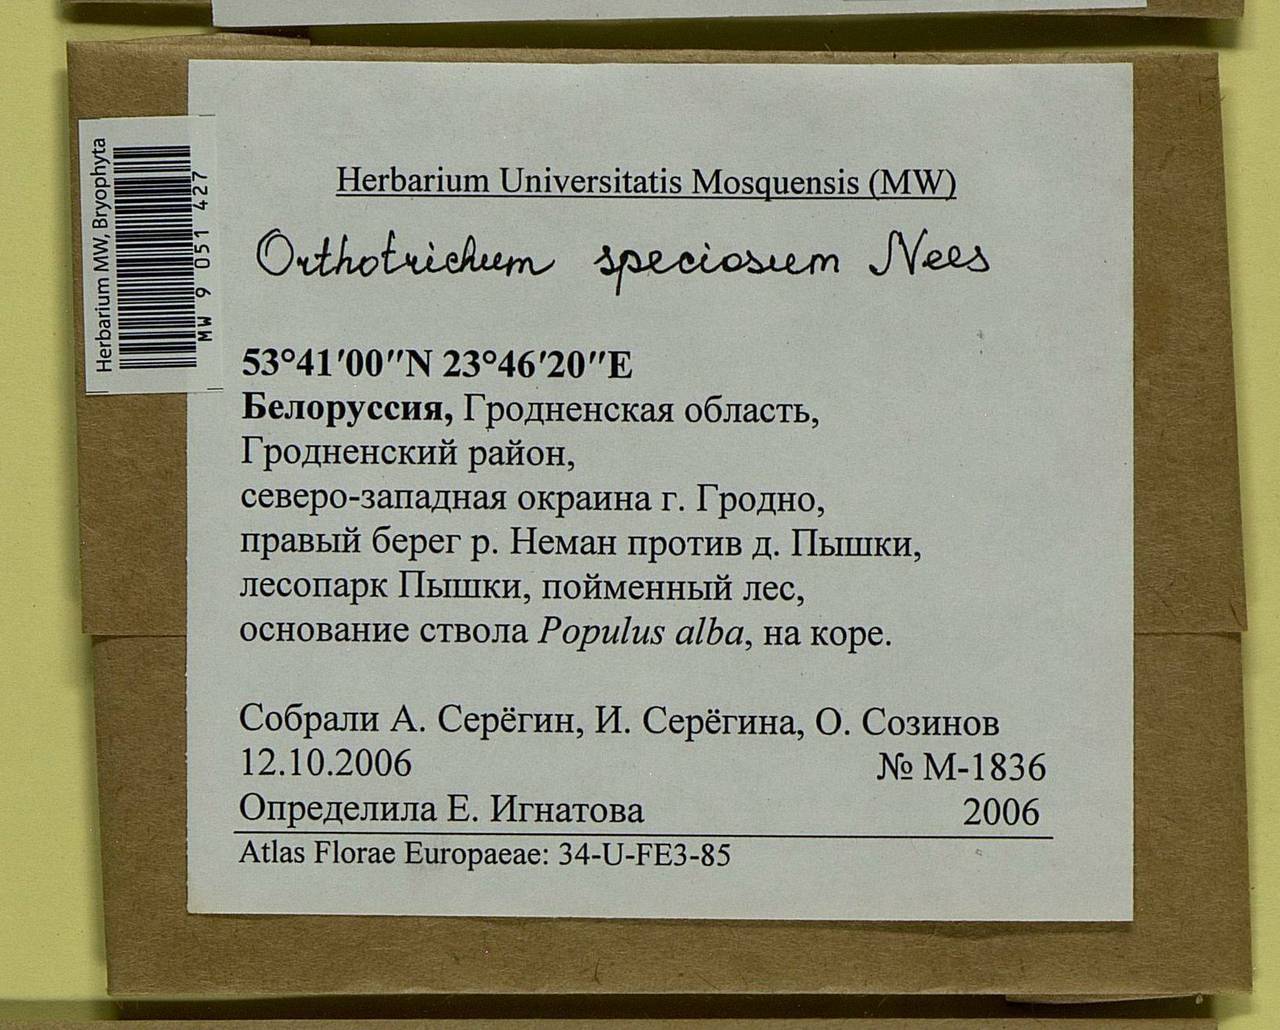 Herbarium MW, Bryophyta
MW 9 051 427
Herbarium Universitatis Mosquensis (MW)
Orthotrichum speciosum Nees
53°41′00″N 23°46′20″E
Белоруссия, Гродненская область,
Гродненский район,
северо-западная окраина г. Гродно,
правый берег р. Неман против д. Пышки,
лесопарк Пышки, пойменный лес,
основание ствола Populus alba, на коре.
Собрали А. Серёгин, И. Серёгина, О. Созинов
12.10.2006 № М-1836
Определила Е. Игнатова 2006
Atlas Florae Europaeae: 34-U-FE3-85